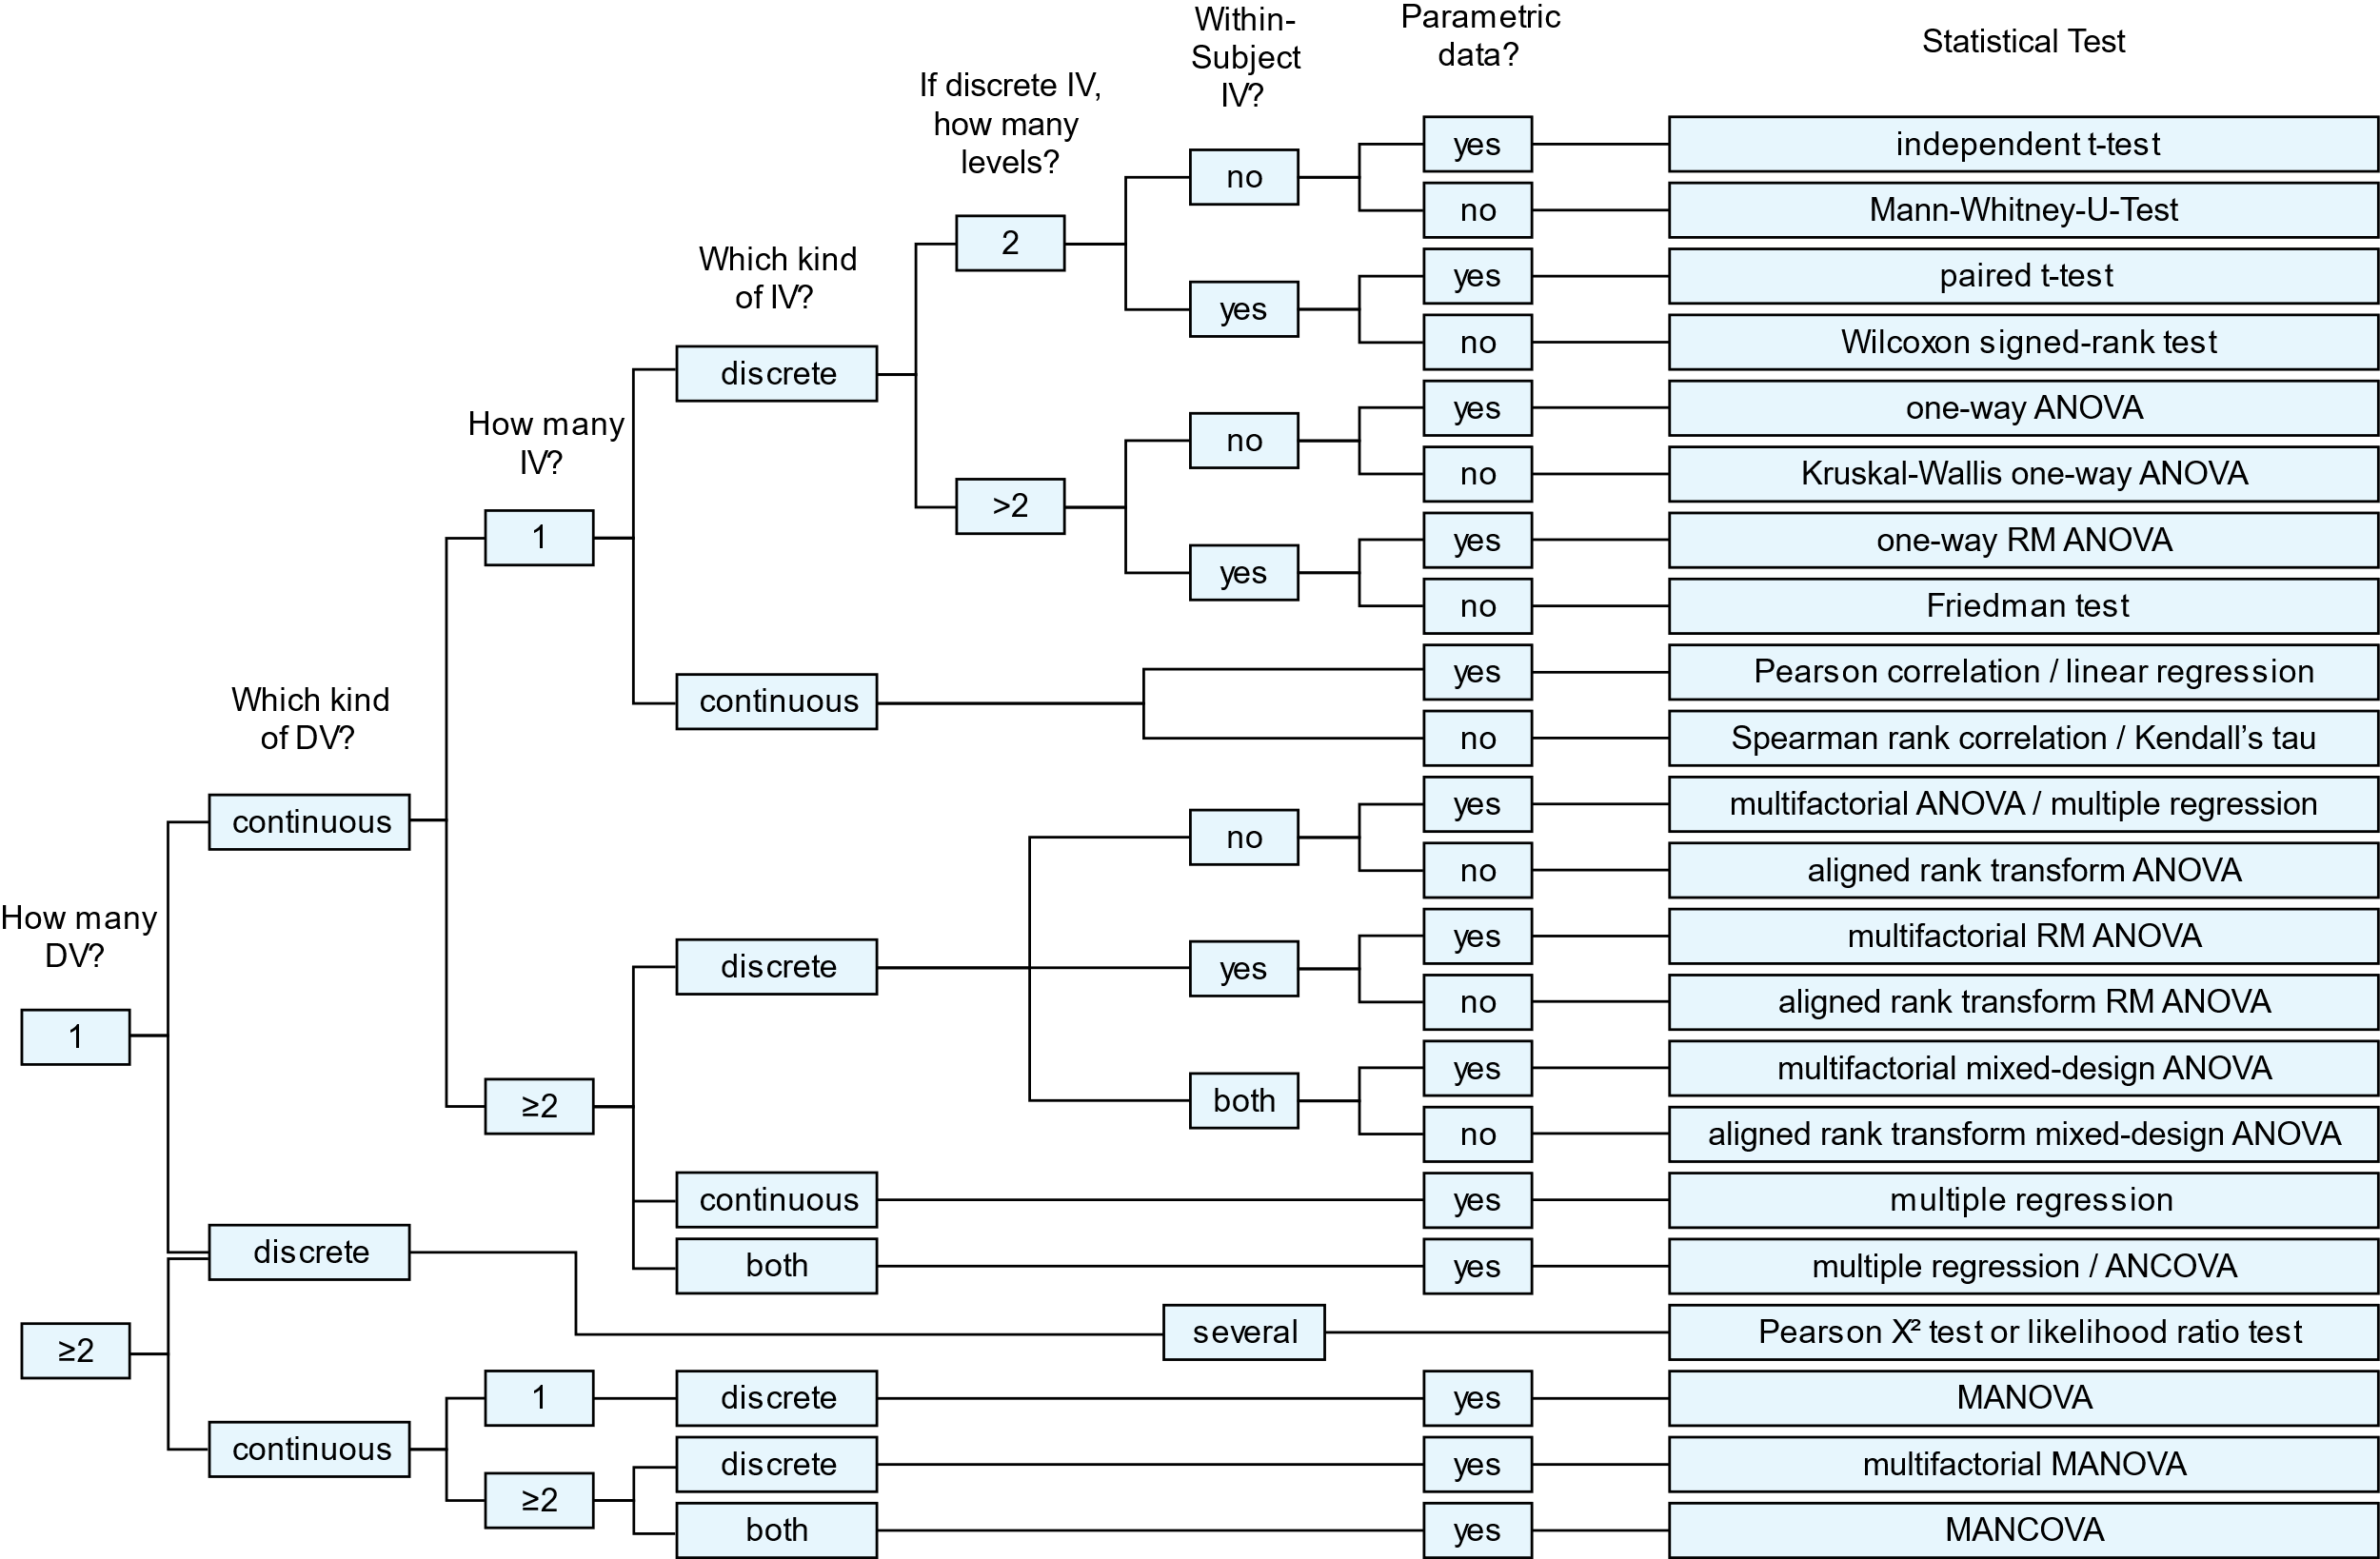 Within-
Subject
IV?
Parametric
data?
Statistical Test
If discrete IV,
how many
levels?
Which kind
of IV?
How many
IV?
Which kind
of DV?
How many
DV?
yes
independent t-test
no
no
Mann-Whitney-U-Test
2
yes
paired t-test
yes
no
Wilcoxon signed-rank test
discrete
yes
one-way ANOVA
no
no
Kruskal-Wallis one-way ANOVA
>2
1
yes
one-way RM ANOVA
yes
no
Friedman test
continuous
yes
Pearson correlation / linear regression
no
Spearman rank correlation / Kendall’s tau
continuous
yes
multifactorial ANOVA / multiple regression
no
no
aligned rank transform ANOVA
discrete
yes
multifactorial RM ANOVA
yes
no
aligned rank transform RM ANOVA
1
≥2
yes
multifactorial mixed-design ANOVA
both
no
aligned rank transform mixed-design ANOVA
continuous
yes
multiple regression
discrete
both
yes
multiple regression / ANCOVA
≥2
several
Pearson X² test or likelihood ratio test
1
discrete
yes
MANOVA
continuous
discrete
yes
multifactorial MANOVA
≥2
both
yes
MANCOVA